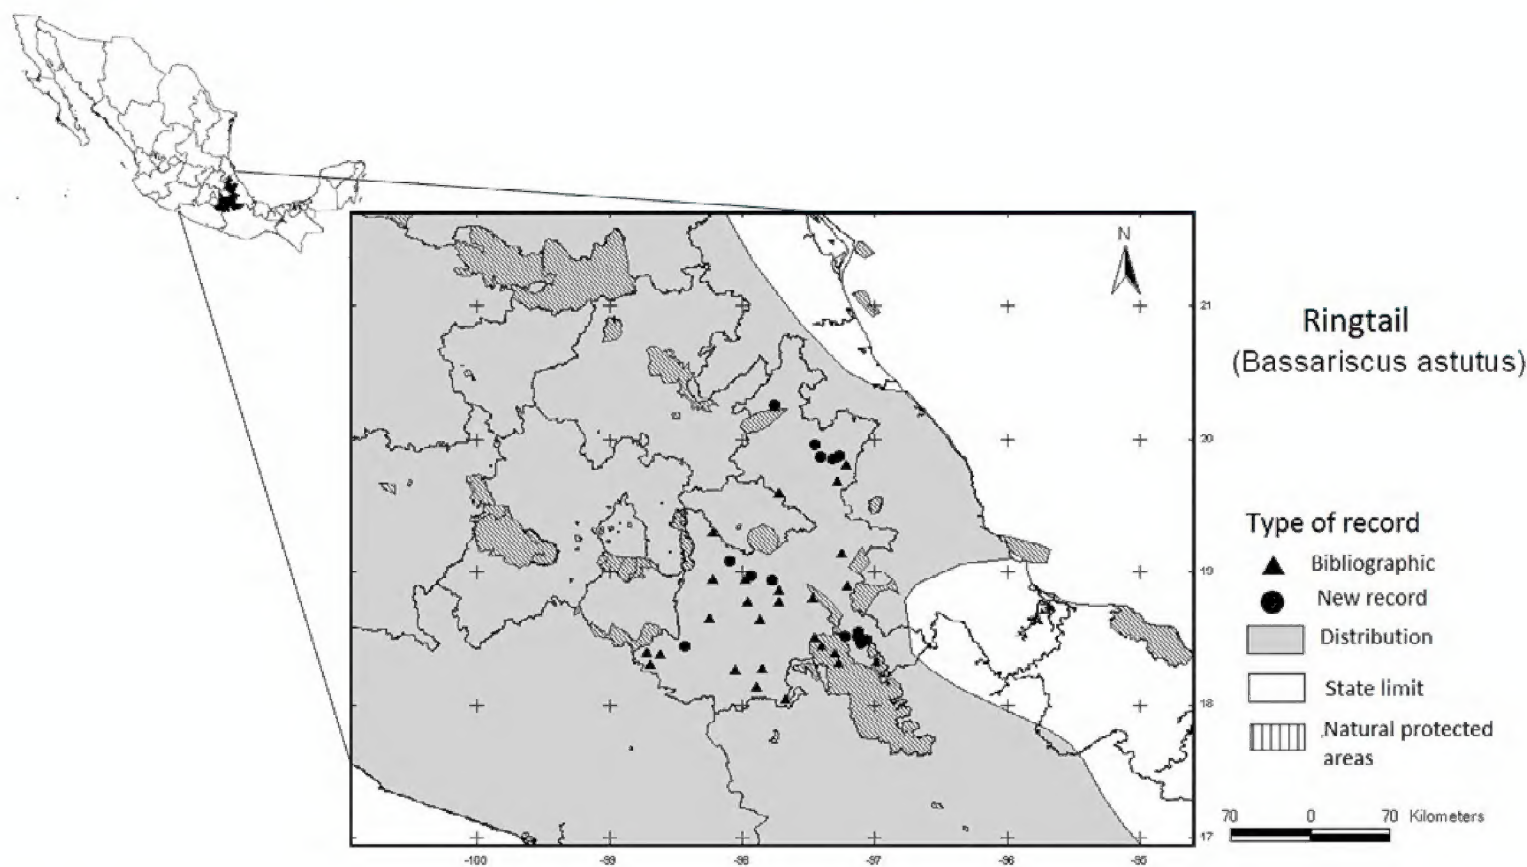 N
21
Ringtail
(Bassariscus astutus)
20
Type of record
Bibliographic
19
New record
Distribution
State limit
18
Natural protected
areas
70 0 70 Kilometers
17
-100 -99 -98 -97 -96 -95